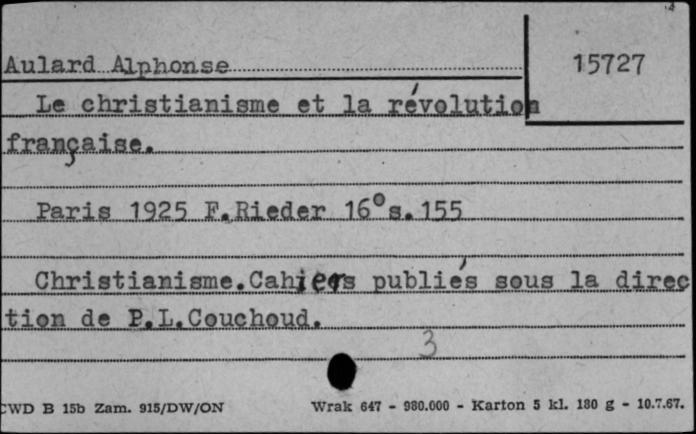 Aulard Alphonse
15727
Le christianisme et la révolution
française.
Paris 1925 F.Rieder 16° s.155
Christianisme.Cahiers publiés sous la direc
tion de P.L.Couchoud.
3
CWD B 15b Zam. 915/DW/ON Wrak 647 - 980.000 - Karton 5 kl. 180 g - 10.7.67.